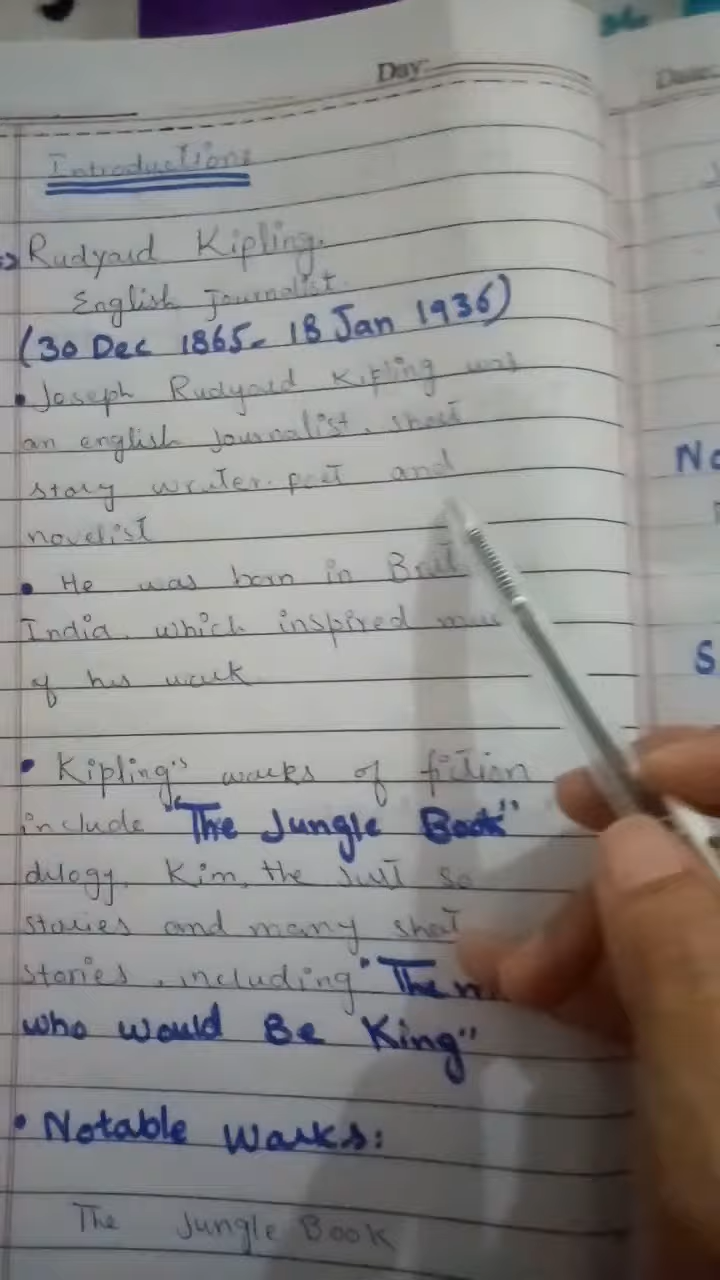 Day:
Date:
Introduction:
=> Rudyard Kipling.
English Journalist.
(30 Dec 1865- 18 Jan 1936)
• Joseph Rudyard Kipling was
an english journalist, short
story writer. poet and
novelist
• He was born in
India, which inspired
of his work
• Kipling's works of fiction
include "The Jungle Book"
dulogy. Kim, the Just so
stories and many short
stories, including "The
who would Be King"
• Notable Works:
The Jungle Book